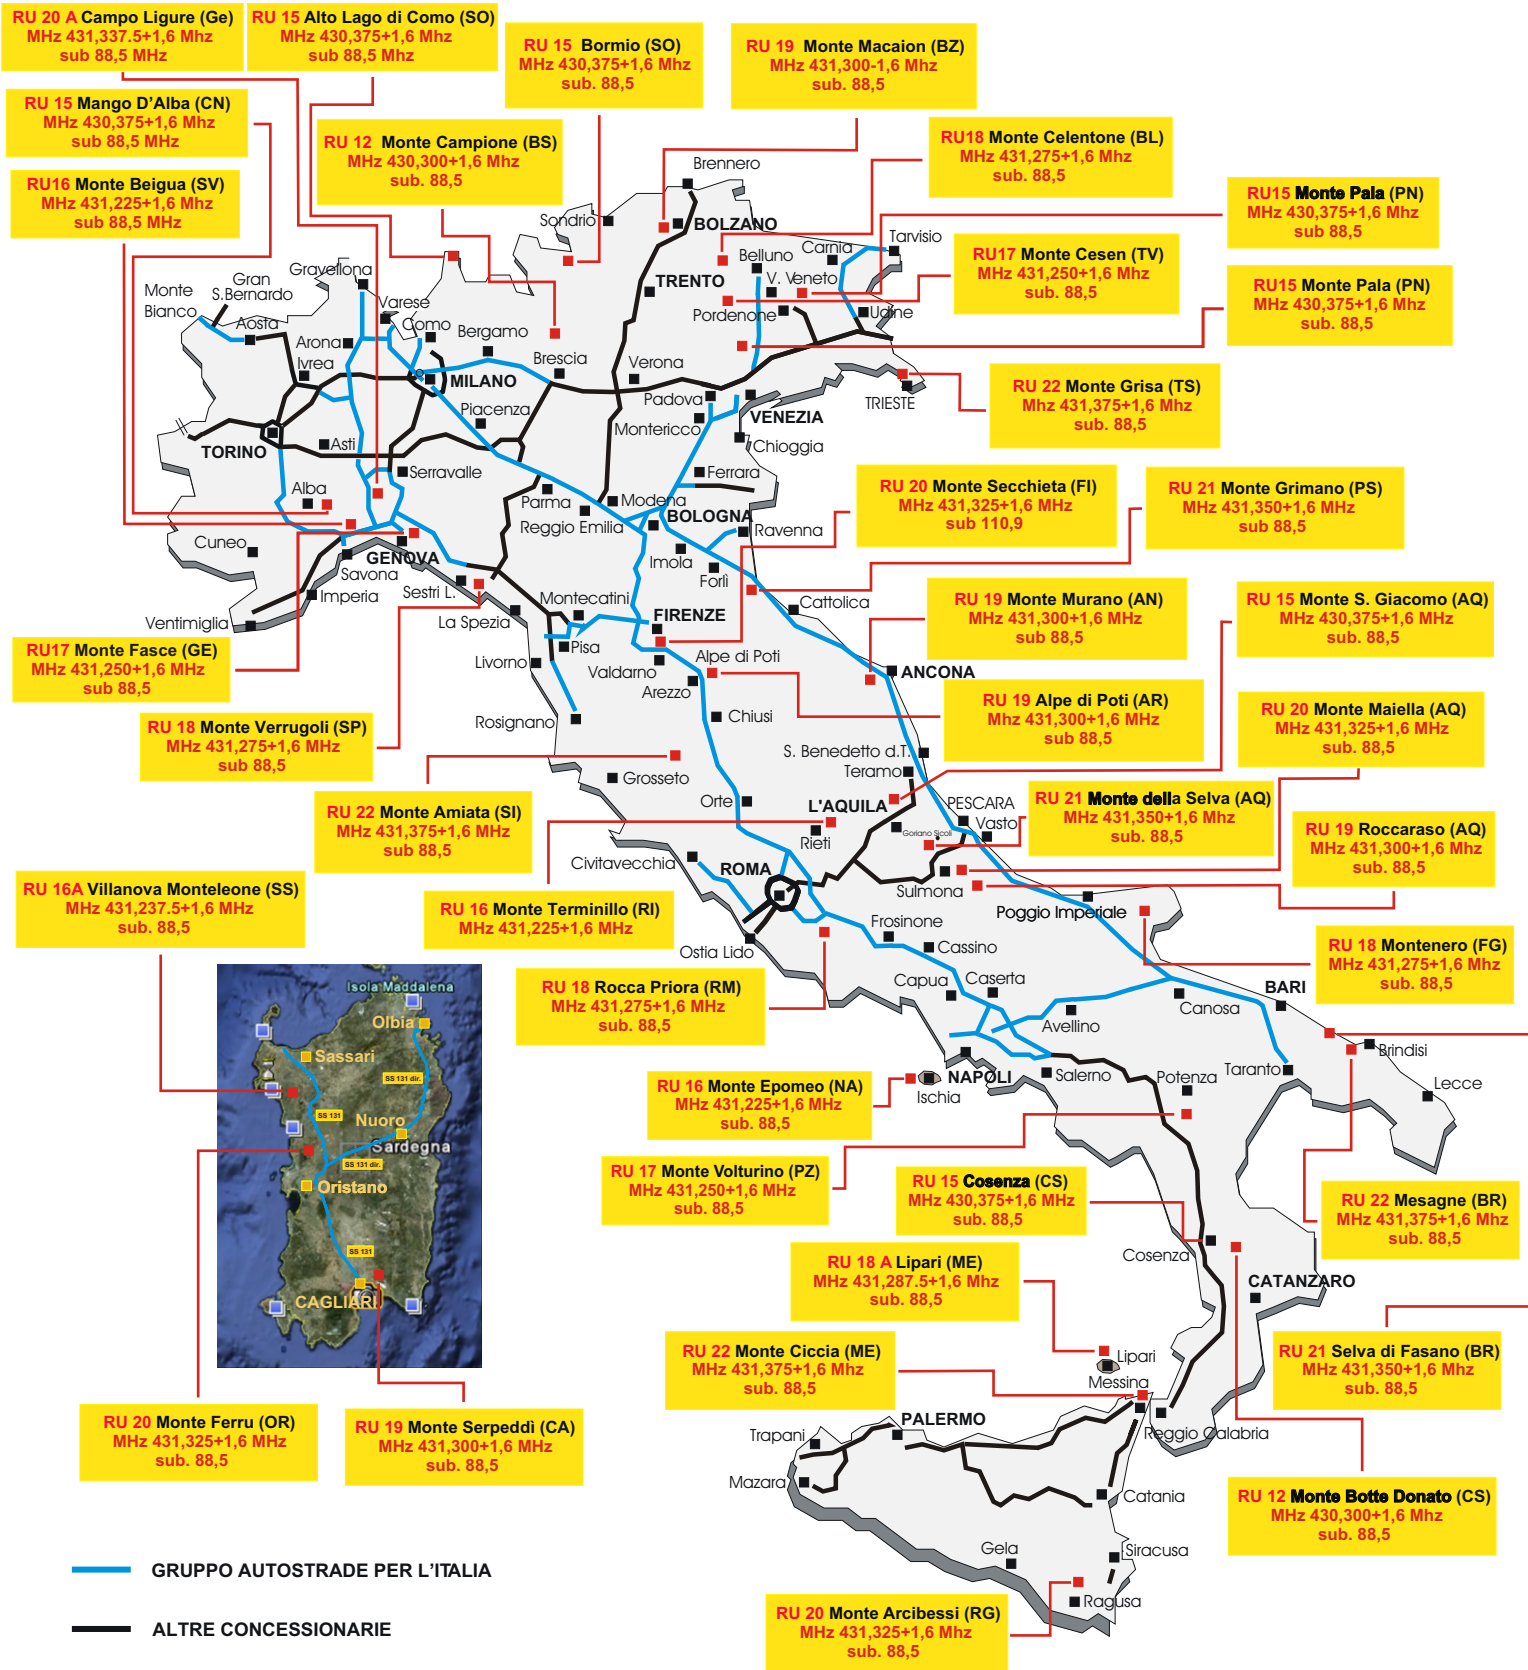 RU 20 A Campo Ligure (Ge)
MHz 431,337.5+1,6 Mhz
sub 88,5 MHz
RU 15 Alto Lago di Como (SO)
MHz 430,375+1,6 Mhz
sub 88,5 Mhz
RU 15 Bormio (SO)
MHz 430,375+1,6 Mhz
sub. 88,5
RU 19 Monte Macaion (BZ)
MHz 431,300-1,6 Mhz
sub. 88,5
RU 15 Mango D'Alba (CN)
MHz 430,375+1,6 Mhz
sub 88,5 MHz
RU 12 Monte Campione (BS)
MHz 430,300+1,6 Mhz
sub. 88,5
RU18 Monte Celentone (BL)
MHz 431,275+1,6 Mhz
sub. 88,5
RU16 Monte Beigua (SV)
MHz 431,225+1,6 Mhz
sub 88,5 MHz
RU15 Monte Pala (PN)
MHz 430,375+1,6 Mhz
sub 88,5
RU17 Monte Cesen (TV)
MHz 431,250+1,6 Mhz
sub. 88,5
RU15 Monte Pala (PN)
MHz 430,375+1,6 Mhz
sub. 88,5
RU 22 Monte Grisa (TS)
Mhz 431,375+1,6 Mhz
sub. 88,5
Brennero
Sondrio
BOLZANO
Tarvisio
Carnia
Belluno
TRENTO
V. Veneto
Pordenone
Udine
Gravellona
Gran
S.Bernardo
Monte
Bianco
Aosta
Varese
Como
Bergamo
Arona
Ivrea
Brescia
Verona
MILANO
Padova
VENEZIA
TRIESTE
Piacenza
Montericco
Chioggia
TORINO
Asti
Serravalle
Ferrara
Alba
Parma
Modena
Reggio Emilia
BOLOGNA
Ravenna
Cuneo
GENOVA
Savona
Imola
Forlì
Imperia
Sestri L.
Montecatini
Cattolica
Ventimiglia
La Spezia
FIRENZE
Pisa
Livorno
Valdarno
Alpe di Poti
Arezzo
ANCONA
Rosignano
Chiusi
RU 20 Monte Secchieta (FI)
MHz 431,325+1,6 MHz
sub 110,9
RU 21 Monte Grimano (PS)
MHz 431,350+1,6 MHz
sub 88,5
RU 19 Monte Murano (AN)
MHz 431,300+1,6 MHz
sub 88,5
RU 15 Monte S. Giacomo (AQ)
MHz 430,375+1,6 MHz
sub. 88,5
RU17 Monte Fasce (GE)
MHz 431,250+1,6 MHz
sub 88,5
RU 19 Alpe di Poti (AR)
Mhz 431,300+1,6 MHz
sub 88,5
RU 18 Monte Verrugoli (SP)
MHz 431,275+1,6 MHz
sub 88,5
RU 20 Monte Maiella (AQ)
MHz 431,325+1,6 MHz
sub. 88,5
S. Benedetto d.T.
Teramo
Grosseto
Orte
L'AQUILA
PESCARA
Vasto
Goriano Sicoli
Rieti
RU 22 Monte Amiata (SI)
MHz 431,375+1,6 MHz
sub 88,5
RU 21 Monte della Selva (AQ)
MHz 431,350+1,6 MHz
sub. 88,5
RU 19 Roccaraso (AQ)
MHz 431,300+1,6 MHz
sub. 88,5
Civitavecchia
ROMA
Sulmona
RU 16A Villanova Monteleone (SS)
MHz 431,237.5+1,6 MHz
sub. 88,5
RU 16 Monte Terminillo (RI)
MHz 431,225+1,6 MHz
Ostia Lido
Frosinone
Cassino
Poggio Imperiale
Capua
Caserta
Canosa
BARI
Avellino
RU 18 Montenero (FG)
MHz 431,275+1,6 Mhz
sub. 88,5
RU 18 Rocca Priora (RM)
MHz 431,275+1,6 MHz
sub. 88,5
Brindisi
Taranto
Lecce
NAPOLI
Ischia
Salerno
Potenza
Isola Maddalena
Olbia
Sassari
SS 131 dir.
SS 131
Nuoro
Sardegna
SS 131 dir.
Oristano
SS 131
CAGLIARI
RU 16 Monte Epomeo (NA)
MHz 431,225+1,6 MHz
sub. 88,5
RU 17 Monte Volturino (PZ)
MHz 431,250+1,6 MHz
sub. 88,5
RU 15 Cosenza (CS)
MHz 430,375+1,6 MHz
sub. 88,5
RU 22 Mesagne (BR)
MHz 431,375+1,6 Mhz
sub. 88,5
Cosenza
CATANZARO
RU 18 A Lipari (ME)
MHz 431,287.5+1,6 Mhz
sub. 88,5
RU 21 Selva di Fasano (BR)
MHz 431,350+1,6 Mhz
sub. 88,5
RU 22 Monte Ciccia (ME)
MHz 431,375+1,6 Mhz
sub. 88,5
Lipari
Messina
Reggio Calabria
PALERMO
Trapani
Mazara
Catania
Gela
Siracusa
Ragusa
RU 20 Monte Ferru (OR)
MHz 431,325+1,6 MHz
sub. 88,5
RU 19 Monte Serpeddì (CA)
MHz 431,300+1,6 MHz
sub. 88,5
RU 12 Monte Botte Donato (CS)
MHz 430,300+1,6 Mhz
sub. 88,5
RU 20 Monte Arcibessi (RG)
MHz 431,325+1,6 Mhz
sub. 88,5
GRUPPO AUTOSTRADE PER L'ITALIA
ALTRE CONCESSIONARIE